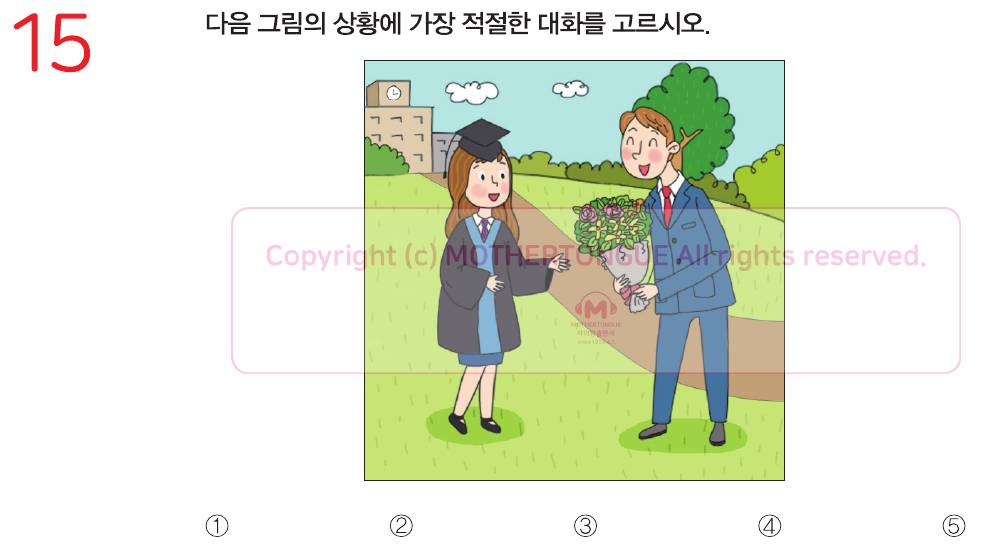 15
다음 그림의 상황에 가장 적절한 대화를 고르시오.
Copyright (c) MOTHERTONGUE All rights reserved.
M
MOTHERTONGUE
① ② ③ ④ ⑤